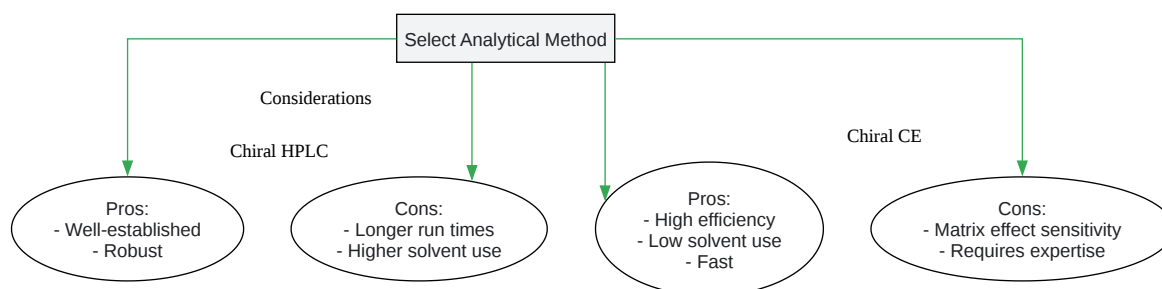 Select Analytical Method
Considerations
Chiral HPLC
Chiral CE
Pros:
- Well-established
- Robust
Cons:
- Longer run times
- Higher solvent use
Pros:
- High efficiency
- Low solvent use
- Fast
Cons:
- Matrix effect sensitivity
- Requires expertise